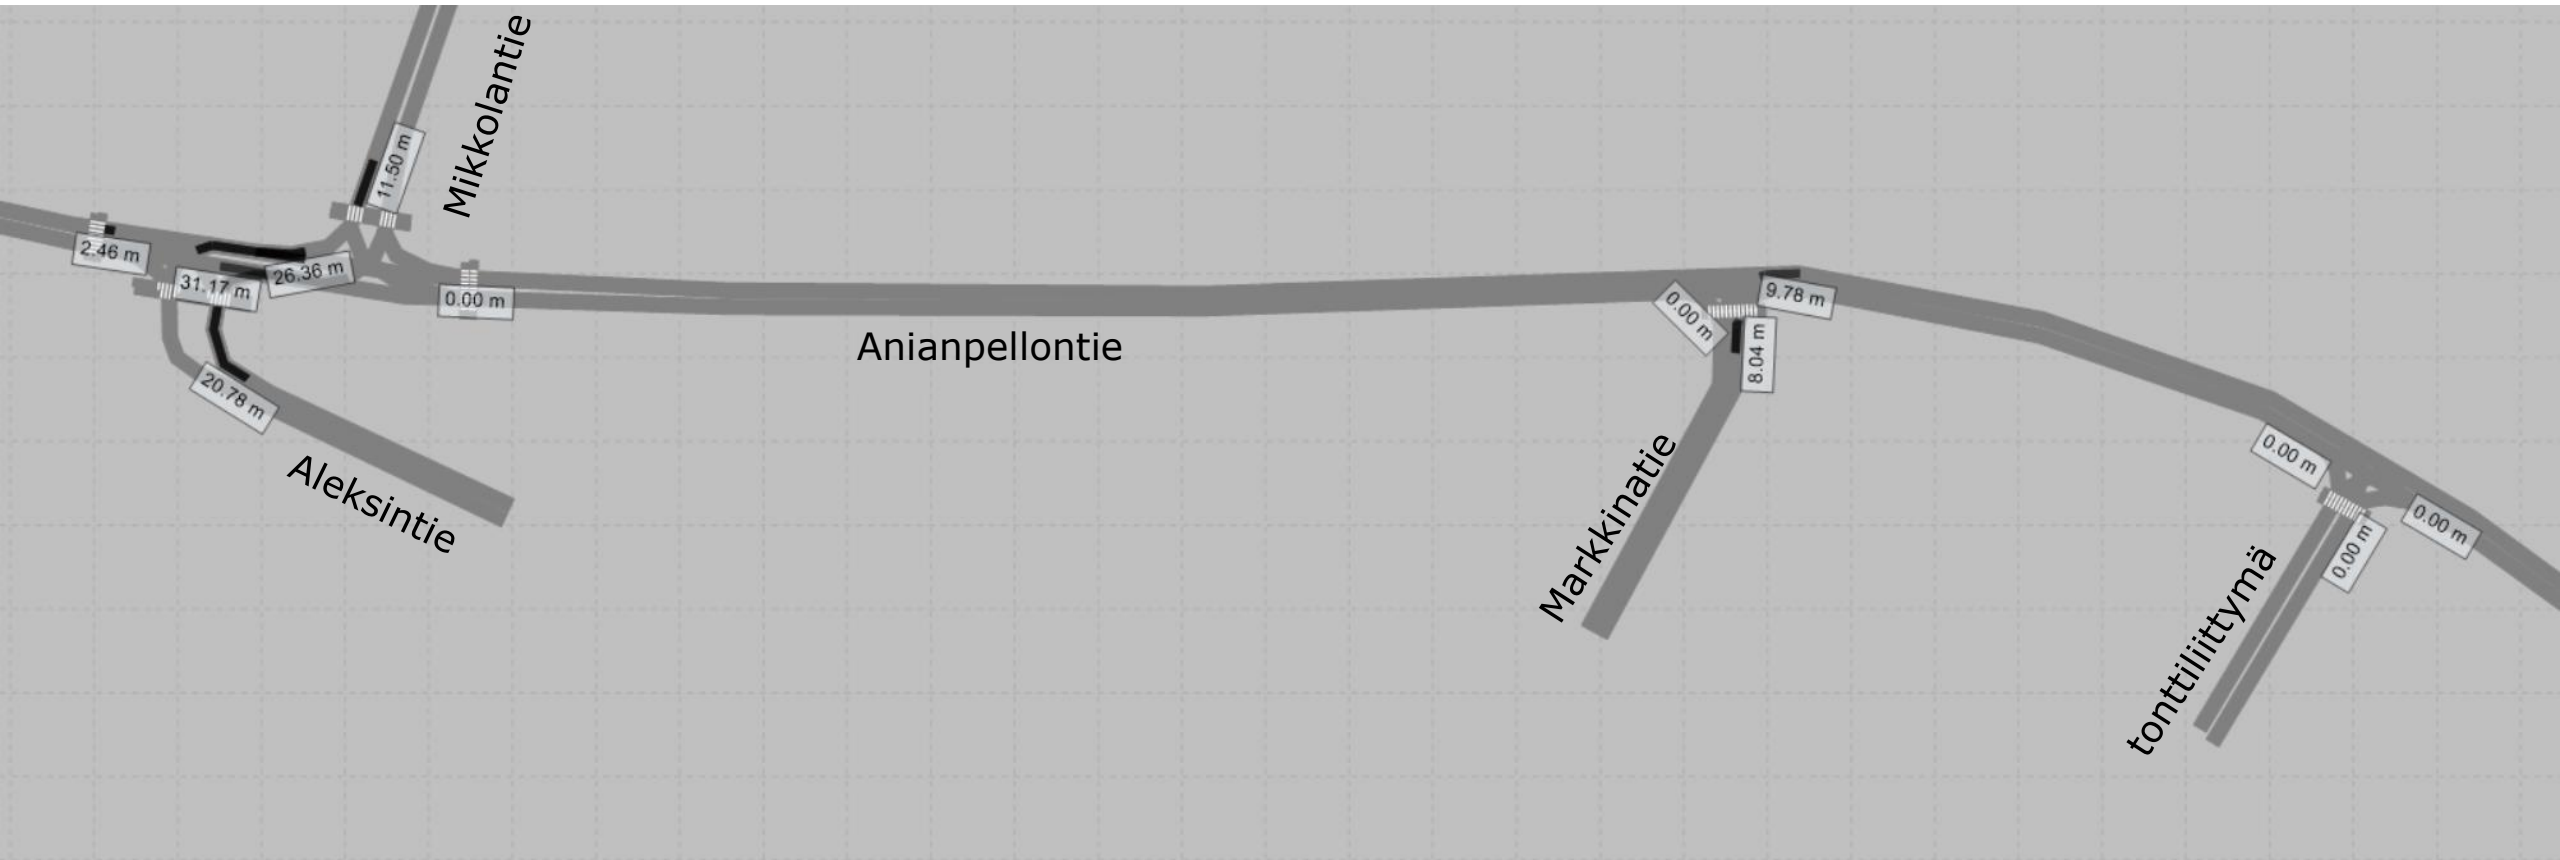 Mikkolantie
11.50 m
2.46 m
26.36 m
31.17 m
0.00 m
9.78 m
0.00 m
Anianpellontie
8.04 m
20.78 m
Aleksintie
Markkinatie
0.00 m
0.00 m
0.00 m
tonttiliittymä